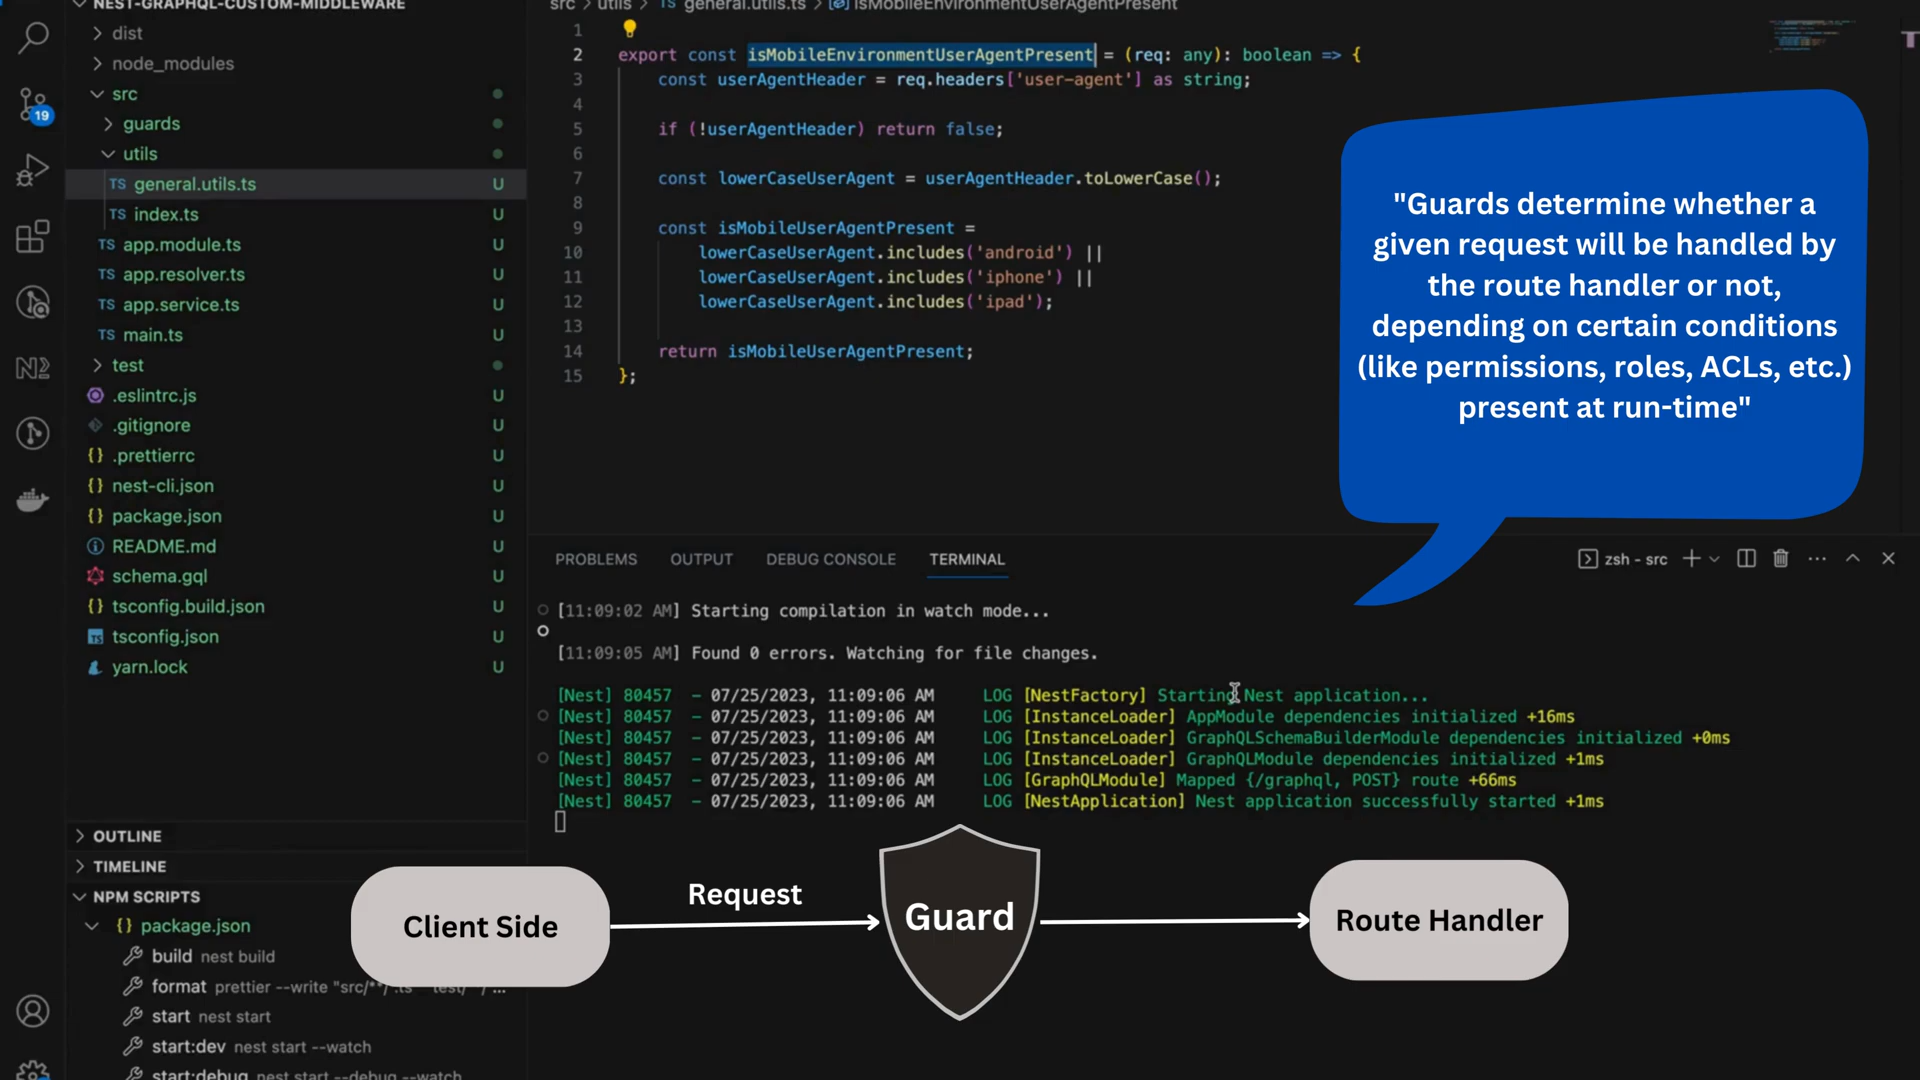 NEST-GRAPHQL-CUSTOM-MIDDLEWARE
dist
node_modules
src
guards
utils
TS general.utils.ts U
TS index.ts U
TS app.module.ts U
TS app.resolver.ts U
TS app.service.ts U
TS main.ts U
test
.eslintrc.js U
.gitignore U
{} .prettierrc U
{} nest-cli.json U
{} package.json U
README.md U
schema.gql U
{} tsconfig.build.json U
TS tsconfig.json U
yarn.lock U
OUTLINE
TIMELINE
NPM SCRIPTS
{} package.json
build nest build
format prettier --write "src/**/
start nest start
start:dev nest start --watch
start:debug nest start --debug --watch
19
src > utils > TS general.utils.ts > isMobileEnvironmentUserAgentPresent
1
2 export const isMobileEnvironmentUserAgentPresent = (req: any): boolean => {
3 const userAgentHeader = req.headers['user-agent'] as string;
4
5 if (!userAgentHeader) return false;
6
7 const lowerCaseUserAgent = userAgentHeader.toLowerCase();
8
9 const isMobileUserAgentPresent =
10 lowerCaseUserAgent.includes('android') ||
11 lowerCaseUserAgent.includes('iphone') ||
12 lowerCaseUserAgent.includes('ipad');
13
14 return isMobileUserAgentPresent;
15 };
"Guards determine whether a
given request will be handled by
the route handler or not,
depending on certain conditions
(like permissions, roles, ACLs, etc.)
present at run-time"
PROBLEMS OUTPUT DEBUG CONSOLE TERMINAL
zsh - src
[11:09:02 AM] Starting compilation in watch mode...
[11:09:05 AM] Found 0 errors. Watching for file changes.
[Nest] 80457 - 07/25/2023, 11:09:06 AM LOG [NestFactory] Starting Nest application...
[Nest] 80457 - 07/25/2023, 11:09:06 AM LOG [InstanceLoader] AppModule dependencies initialized +16ms
[Nest] 80457 - 07/25/2023, 11:09:06 AM LOG [InstanceLoader] GraphQLSchemaBuilderModule dependencies initialized +0ms
[Nest] 80457 - 07/25/2023, 11:09:06 AM LOG [InstanceLoader] GraphQLModule dependencies initialized +1ms
[Nest] 80457 - 07/25/2023, 11:09:06 AM LOG [GraphQLModule] Mapped {/graphql, POST} route +66ms
[Nest] 80457 - 07/25/2023, 11:09:06 AM LOG [NestApplication] Nest application successfully started +1ms
Client Side
Request
Guard
Route Handler